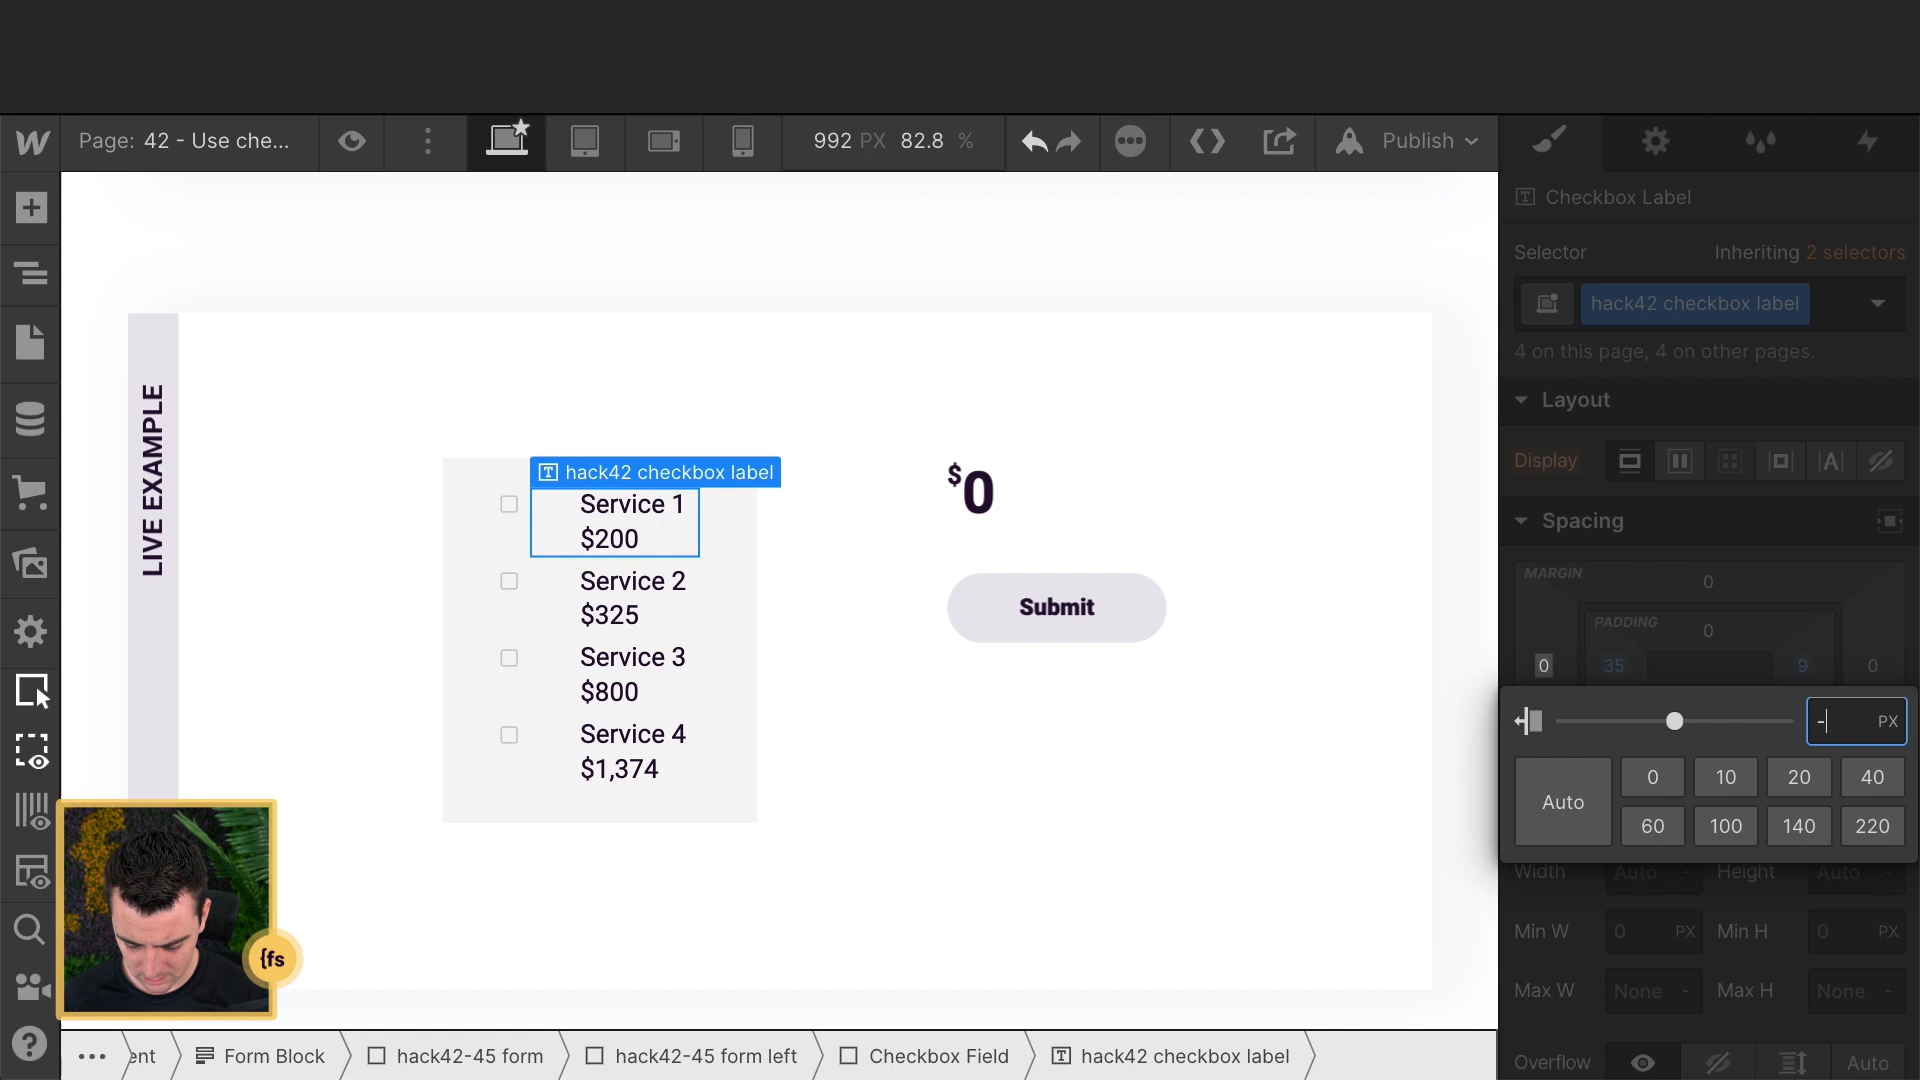 Page: 42 - Use che...
992 PX 82.8 %
Publish
Checkbox Label
Selector
Inheriting 2 selectors
hack42 checkbox label
4 on this page, 4 on other pages.
Layout
Display
Spacing
MARGIN
0
PADDING
0
0
35
9
0
- PX
Auto
0
10
20
40
60
100
140
220
Width
Auto -
Height
Auto -
Min W
0 PX
Min H
0 PX
Max W
None -
Max H
None -
Overflow
Auto
LIVE EXAMPLE
hack42 checkbox label
Service 1
$200
Service 2
$325
Service 3
$800
Service 4
$1,374
$0
Submit
{fs
ent
Form Block
hack42-45 form
hack42-45 form left
Checkbox Field
hack42 checkbox label